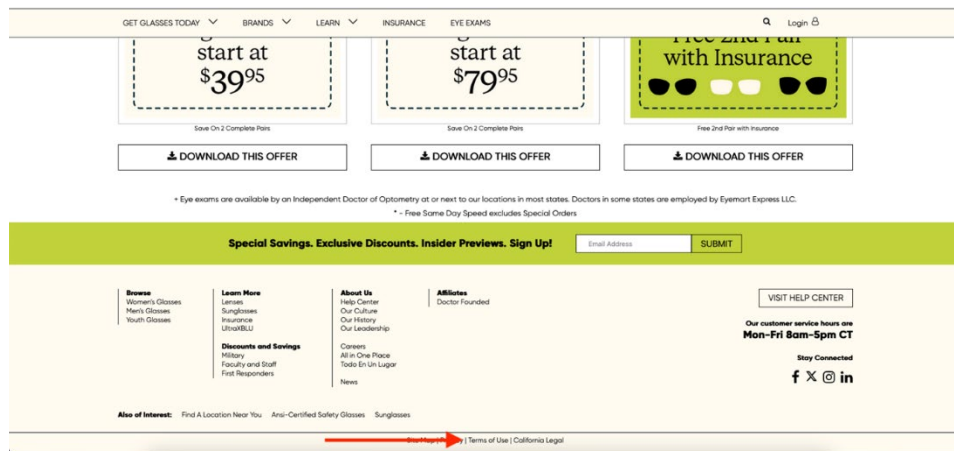 GET GLASSES TODAY BRANDS LEARN INSURANCE EYE EXAMS Login
start at
$3995
start at
$7995
Free 2nd Pair
with Insurance
Save On 2 Complete Pairs
Save On 2 Complete Pairs
Free 2nd Pair with Insurance
DOWNLOAD THIS OFFER
DOWNLOAD THIS OFFER
DOWNLOAD THIS OFFER
+ Eye exams are available by an Independent Doctor of Optometry at or next to our locations in most states. Doctors in some states are employed by Eyemart Express LLC.
* - Free Same Day Speed excludes Special Orders
Special Savings. Exclusive Discounts. Insider Previews. Sign Up!
Email Address
SUBMIT
Browse
Women's Glasses
Men's Glasses
Youth Glasses
Learn More
Lenses
Sunglasses
Insurance
UltraXBLU
Discounts and Savings
Military
Faculty and Staff
First Responders
About Us
Help Center
Our Culture
Our History
Our Leadership
Careers
All in One Place
Todo En Un Lugar
News
Affiliates
Doctor Founded
VISIT HELP CENTER
Our customer service hours are
Mon-Fri 8am-5pm CT
Stay Connected
Also of Interest: Find A Location Near You Ansi-Certified Safety Glasses Sunglasses
| Terms of Use | California Legal